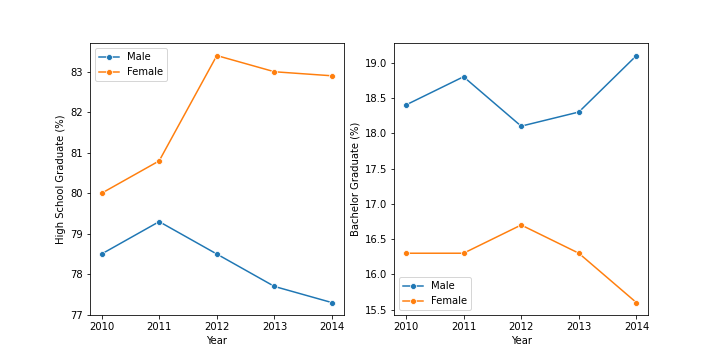 High School Graduate (%)
83
82
81
80
79
78
77
Male
Female
2010 2011 2012 2013 2014
Year
Bachelor Graduate (%)
19.0
18.5
18.0
17.5
17.0
16.5
16.0
15.5
Male
Female
2010 2011 2012 2013 2014
Year